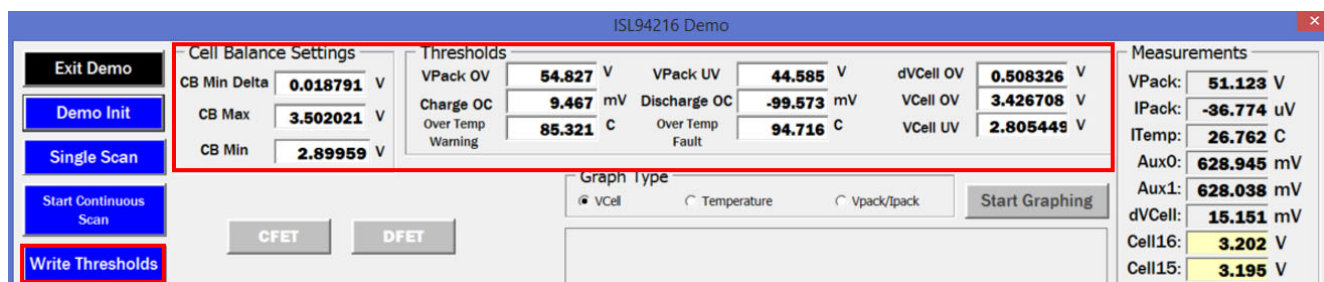 ISL94216 Demo
Exit Demo
Demo Init
Single Scan
Start Continuous
Scan
Write Thresholds
Cell Balance Settings
CB Min Delta 0.018791 V
CB Max 3.502021 V
CB Min 2.89959 V
CFET DFET
Thresholds
VPack OV 54.827 V VPack UV 44.585 V dVCell OV 0.508326 V
Charge OC 9.467 mV Discharge OC -99.573 mV VCell OV 3.426708 V
Over Temp
Warning 85.321 C Over Temp
Fault 94.716 C VCell UV 2.805449 V
Graph Type
VCell Temperature Vpack/Ipack Start Graphing
Measurements
VPack: 51.123 V
IPack: -36.774 uV
ITemp: 26.762 C
Aux0: 628.945 mV
Aux1: 628.038 mV
dVCell: 15.151 mV
Cell16: 3.202 V
Cell15: 3.195 V